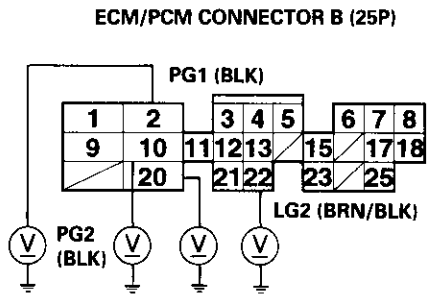 ECM/PCM CONNECTOR B (25P)
PG1 (BLK)
1 2 3 4 5 6 7 8
9 10 11 12 13 15 17 18
20 21 22 23 25
LG2 (BRN/BLK)
PG2
(BLK)
V V V V